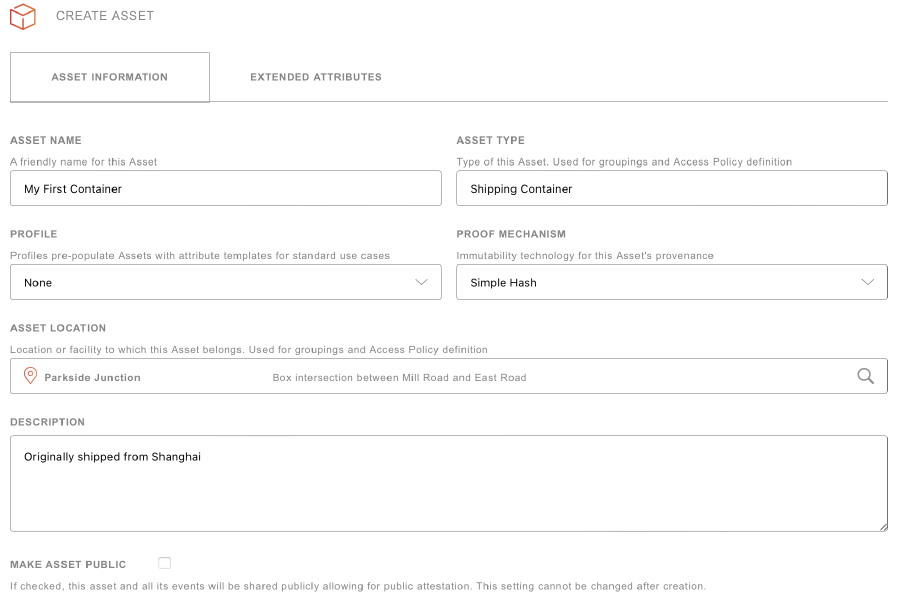 CREATE ASSET
ASSET INFORMATION
EXTENDED ATTRIBUTES
ASSET NAME
A friendly name for this Asset
My First Container
ASSET TYPE
Type of this Asset. Used for groupings and Access Policy definition
Shipping Container
PROFILE
Profiles pre-populate Assets with attribute templates for standard use cases
None
PROOF MECHANISM
Immutability technology for this Asset's provenance
Simple Hash
ASSET LOCATION
Location or facility to which this Asset belongs. Used for groupings and Access Policy definition
Parkside Junction
Box intersection between Mill Road and East Road
DESCRIPTION
Originally shipped from Shanghai
MAKE ASSET PUBLIC
If checked, this asset and all its events will be shared publicly allowing for public attestation. This setting cannot be changed after creation.